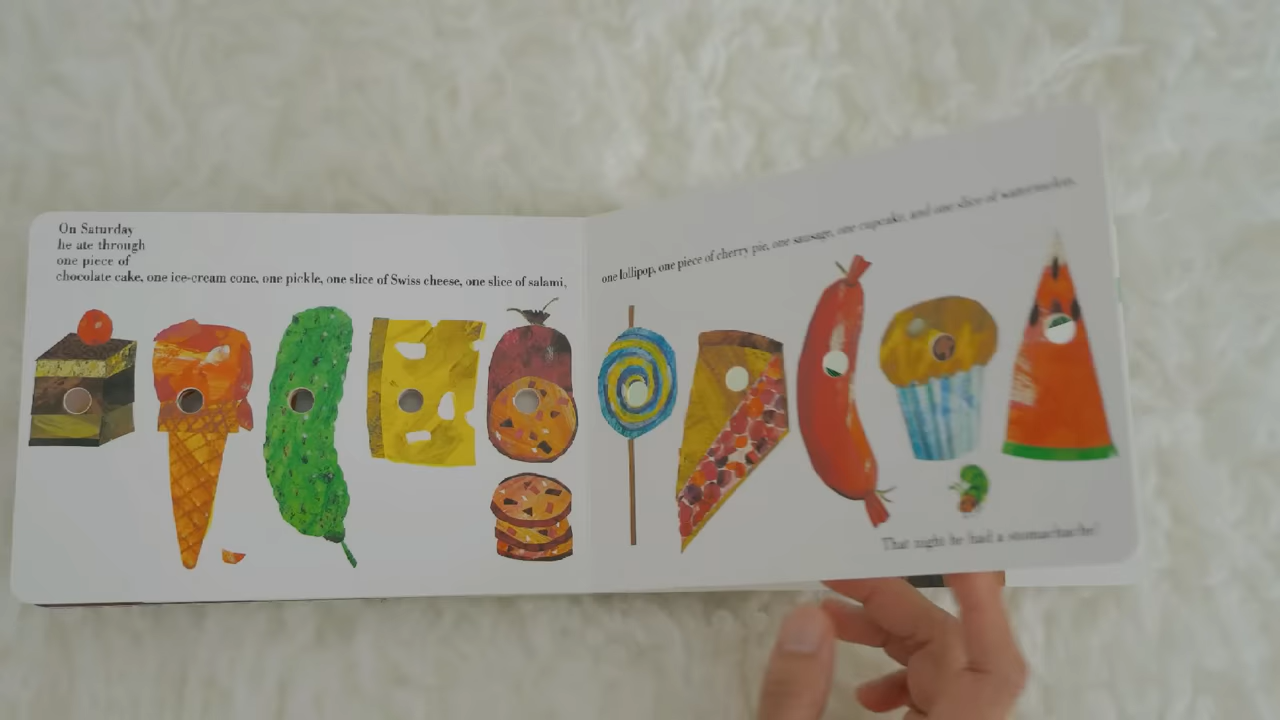 On Saturday
he ate through
one piece of
chocolate cake, one ice-cream cone, one pickle, one slice of Swiss cheese, one slice of salami,
one lollipop, one piece of cherry pie, one sausage, one cupcake, and one slice of watermelon.
That night he had a stomachache!